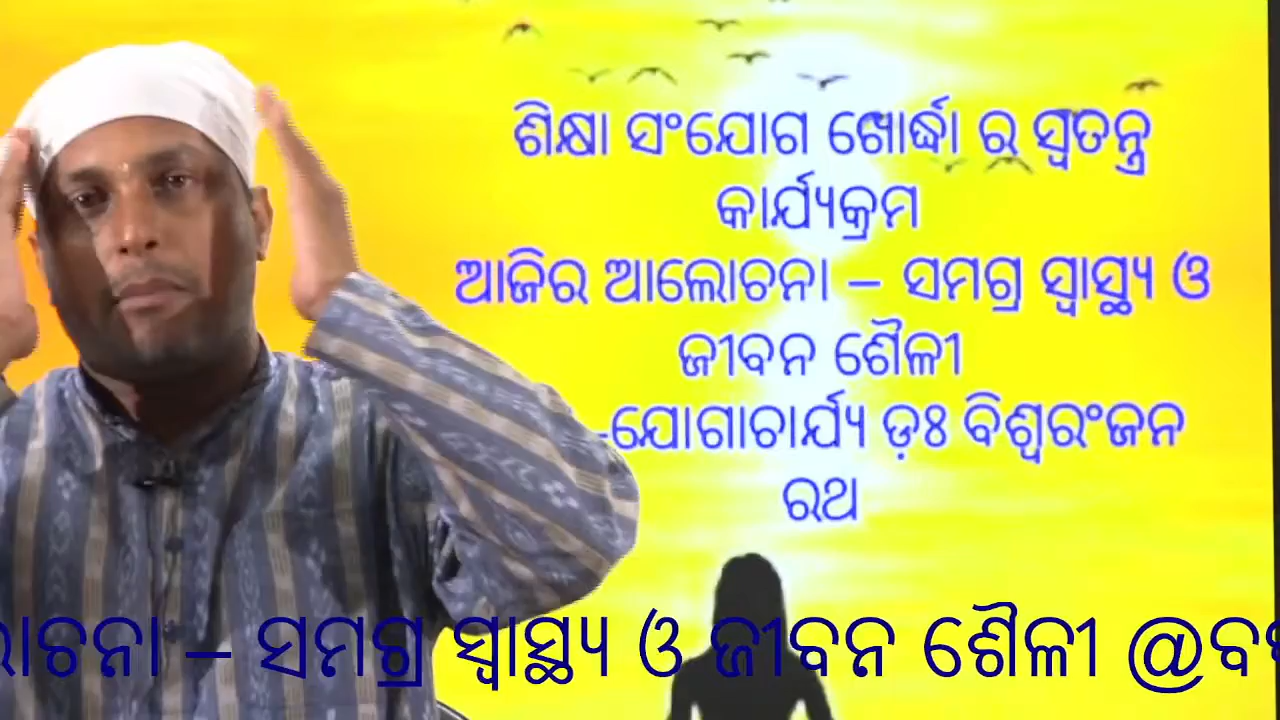 ଶିକ୍ଷା ସଂଯୋଗ ଖୋର୍ଦ୍ଧା ର ସ୍ୱତନ୍ତ୍ର
କାର୍ଯ୍ୟକ୍ରମ
ଆଜିର ଆଲୋଚନା – ସମଗ୍ର ସ୍ୱାସ୍ଥ୍ୟ ଓ
ଜୀବନ ଶୈଳୀ
-ଯୋଗାଚାର୍ଯ୍ୟ ଡ଼ଃ ବିଶ୍ୱରଂଜନ
ରଥ
– ସମଗ୍ର ସ୍ୱାସ୍ଥ୍ୟ ଓ ଜୀବନ ଶୈଳୀ